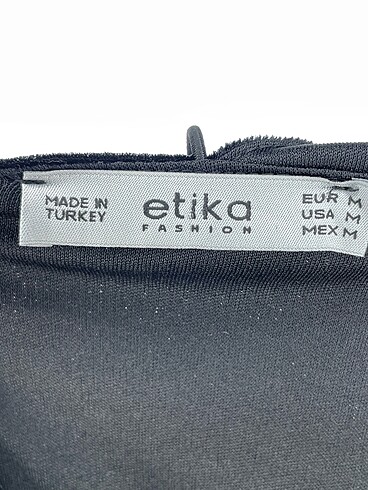 MADE IN
TURKEY
etika
FASHION
EUR M
USA M
MEX M